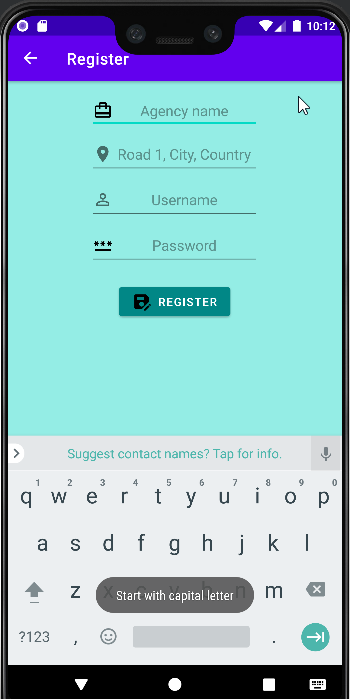 10:12
Register
Agency name
Road 1, City, Country
Username
Password
***
REGISTER
Suggest contact names? Tap for info.
1 2 3 4 5 6 7 8 9 0
q w e r t y u i o p
a s d f g h j k l
z n m
Start with capital letter
?123 , .